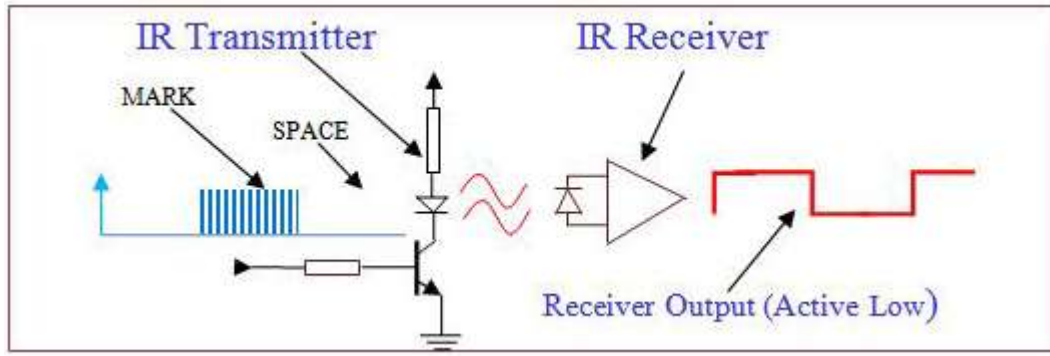 IR Transmitter
IR Receiver
MARK
SPACE
Receiver Output (Active Low)